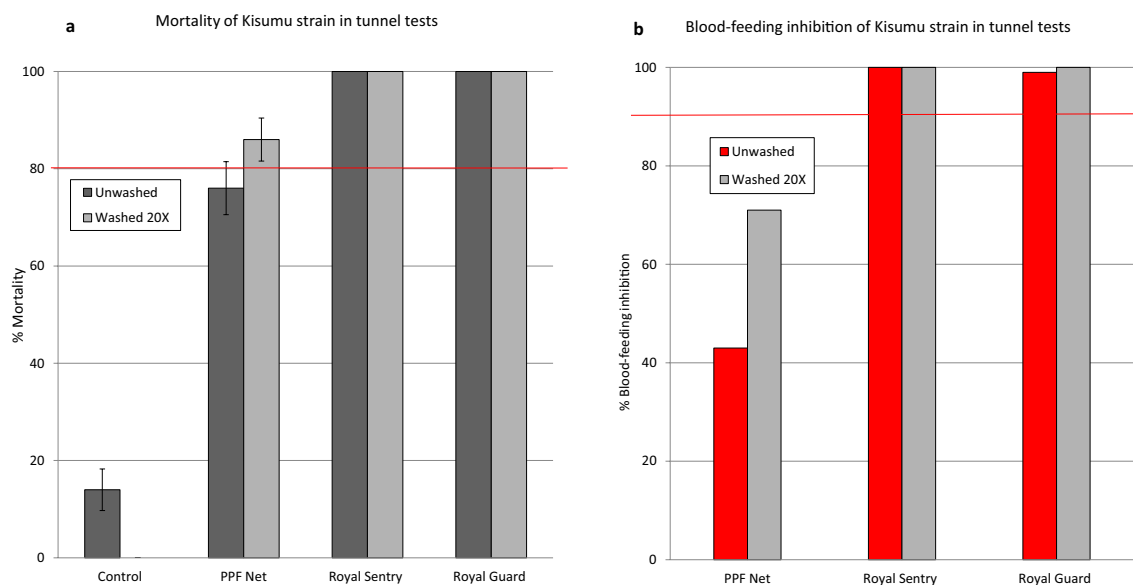 a
Mortality of Kisumu strain in tunnel tests
% Mortality
100
80
60
40
20
0
Unwashed
Washed 20X
Control
PPF Net
Royal Sentry
Royal Guard
b
Blood-feeding inhibition of Kisumu strain in tunnel tests
% Blood-feeding inhibition
100
80
60
40
20
0
Unwashed
Washed 20X
PPF Net
Royal Sentry
Royal Guard